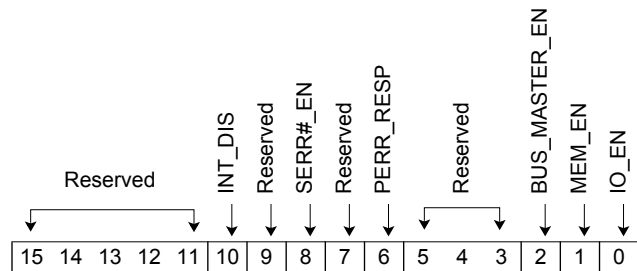 Reserved
INT_DIS
Reserved
SERR#_EN
Reserved
PERR_RESP
Reserved
BUS_MASTER_EN
MEM_EN
IO_EN
15 14 13 12 11 10 9 8 7 6 5 4 3 2 1 0